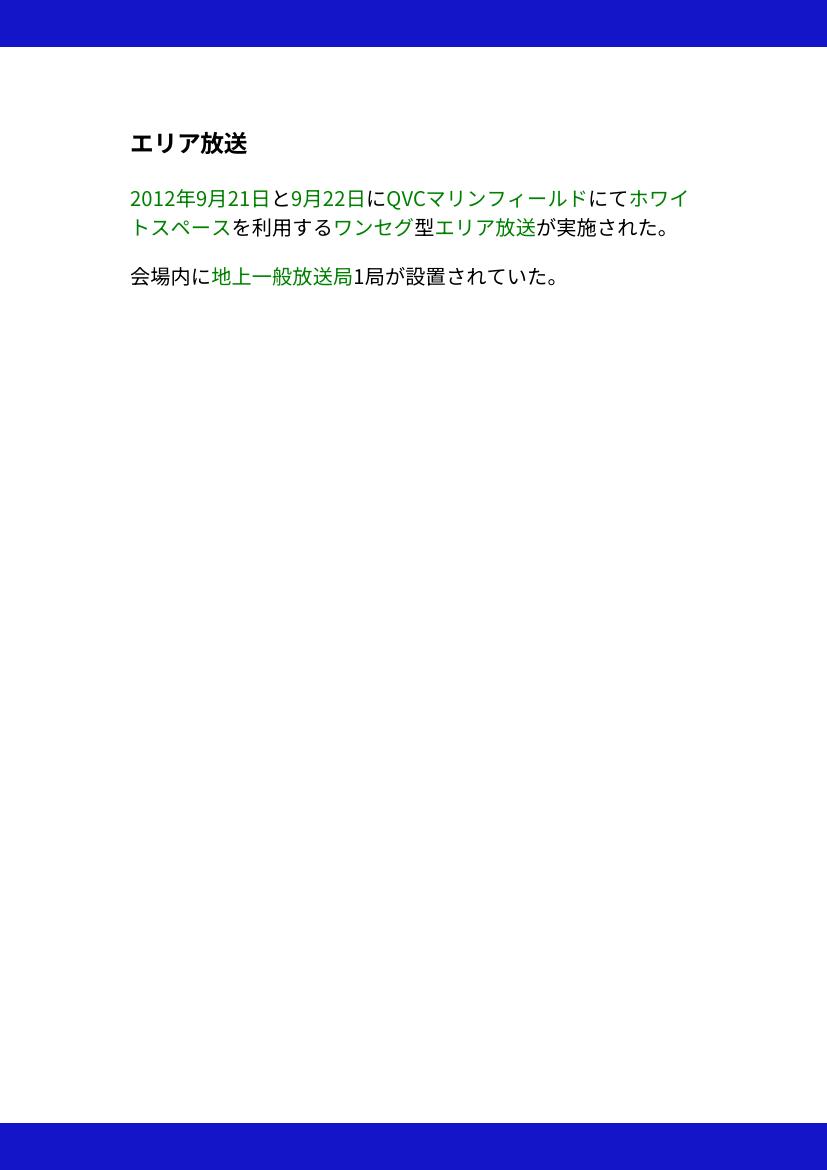 エリア放送
2012年9月21日と9月22日にQVCマリンフィールドにてホワイ
トスペースを利用するワンセグ型エリア放送が実施された。
会場内に地上一般放送局1局が設置されていた。